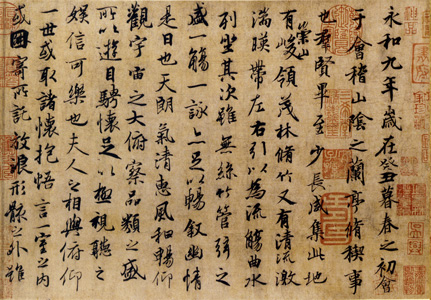 永和九年歲在癸丑暮春之初會
于會稽山陰之蘭亭脩稧事
也群賢畢至少長咸集此地
有崇山峻領茂林脩竹又有清流激
湍暎帶左右引以為流觴曲水
列坐其次雖無絲竹管弦之
盛一觴一詠亦足以暢敘幽情
是日也天朗氣清惠風和暢仰
觀宇宙之大俯察品類之盛
所以遊目騁懷足以極視聽之
娛信可樂也夫人之相與俯仰
一世或取諸懷抱悟言一室之內
或因寄所託放浪形骸之外雖